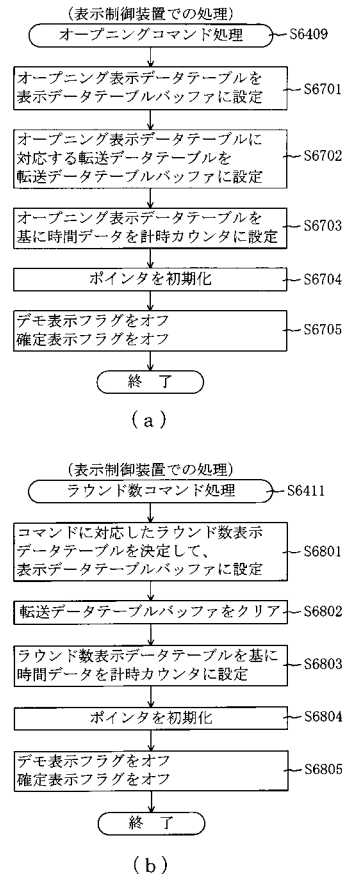 (表示制御装置での処理)
オープニングコマンド処理 S6409
オープニング表示データテーブルを S6701
表示データテーブルバッファに設定
オープニング表示データテーブルに
対応する転送データテーブルを S6702
転送データテーブルバッファに設定
オープニング表示データテーブルを S6703
基に時間データを計時カウンタに設定
ポインタを初期化 S6704
デモ表示フラグをオフ S6705
確定表示フラグをオフ
終 了
(a)
(表示制御装置での処理)
ラウンド数コマンド処理 S6411
コマンドに対応したラウンド数表示
データテーブルを決定して、 S6801
表示データテーブルバッファに設定
転送データテーブルバッファをクリア S6802
ラウンド数表示データテーブルを基に S6803
時間データを計時カウンタに設定
ポインタを初期化 S6804
デモ表示フラグをオフ S6805
確定表示フラグをオフ
終 了
(b)